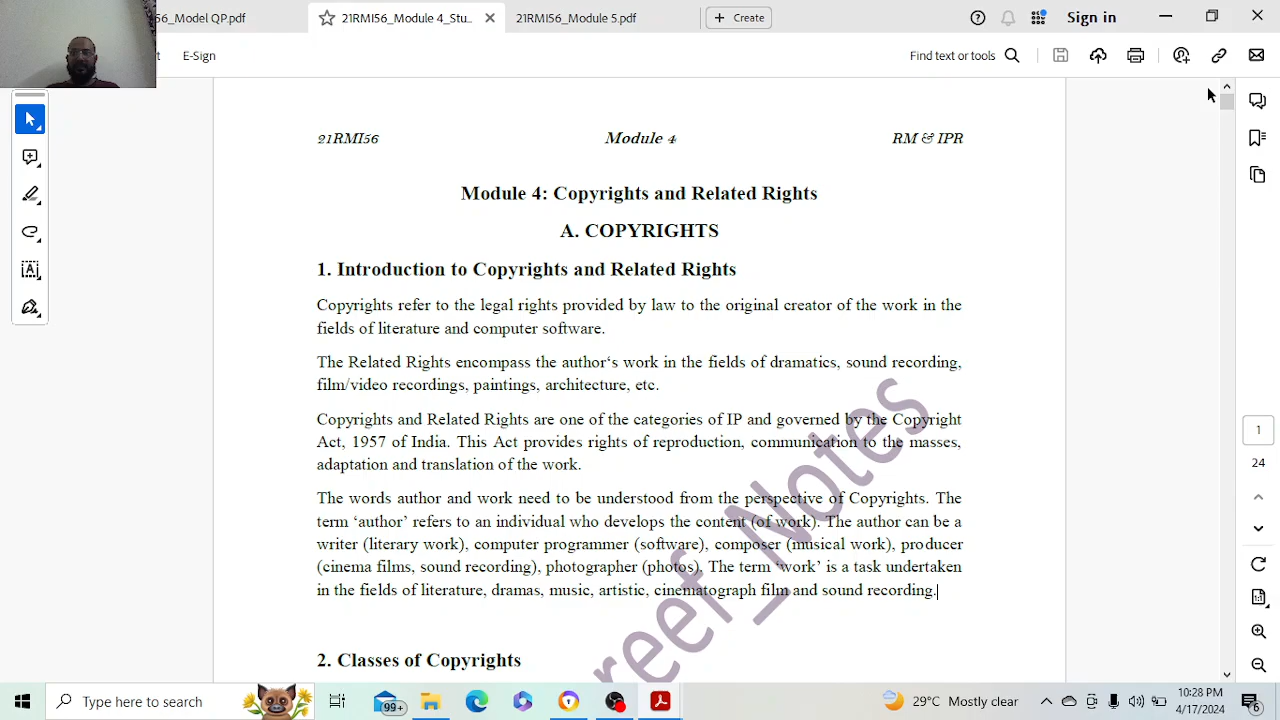 56_Model QP.pdf
21RMI56_Module 4_Stu...
21RMI56_Module 5.pdf
Create
Sign in
E-Sign
Find text or tools
21RMI56 Module 4 RM & IPR
Module 4: Copyrights and Related Rights
A. COPYRIGHTS
1. Introduction to Copyrights and Related Rights
Copyrights refer to the legal rights provided by law to the original creator of the work in the
fields of literature and computer software.
The Related Rights encompass the author‘s work in the fields of dramatics, sound recording,
film/video recordings, paintings, architecture, etc.
Copyrights and Related Rights are one of the categories of IP and governed by the Copyright
Act, 1957 of India. This Act provides rights of reproduction, communication to the masses,
adaptation and translation of the work.
The words author and work need to be understood from the perspective of Copyrights. The
term ‘author’ refers to an individual who develops the content (of work). The author can be a
writer (literary work), computer programmer (software), composer (musical work), producer
(cinema films, sound recording), photographer (photos). The term ‘work’ is a task undertaken
in the fields of literature, dramas, music, artistic, cinematograph film and sound recording.
2. Classes of Copyrights
reef_Notes
1
24
Type here to search
99+
29°C Mostly clear
10:28 PM
4/17/2024
6